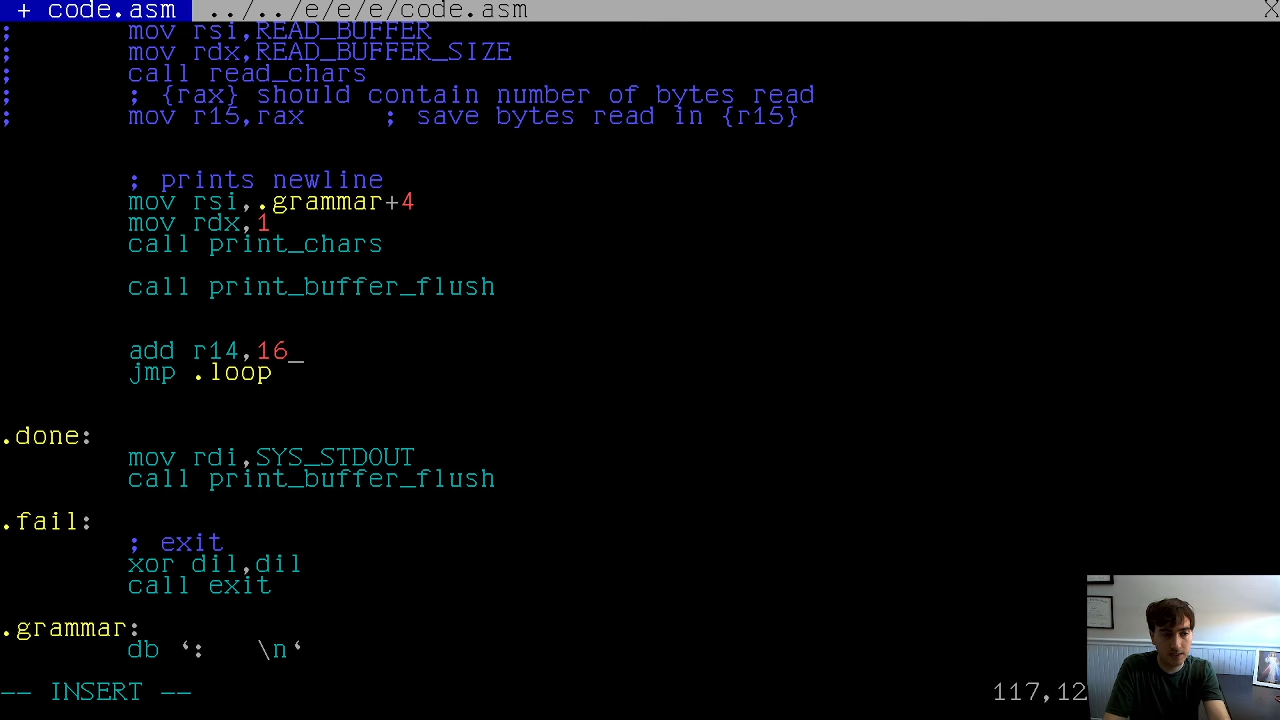 + code.asm ../../e/e/e/code.asm X
; mov rsi,READ_BUFFER
; mov rdx,READ_BUFFER_SIZE
; call read_chars
; ; {rax} should contain number of bytes read
; mov r15,rax ; save bytes read in {r15}
; prints newline
mov rsi,.grammar+4
mov rdx,1
call print_chars
call print_buffer_flush
add r14,16_
jmp .loop
.done:
mov rdi,SYS_STDOUT
call print_buffer_flush
.fail:
; exit
xor dil,dil
call exit
.grammar:
db `:   \n`
-- INSERT -- 117,12